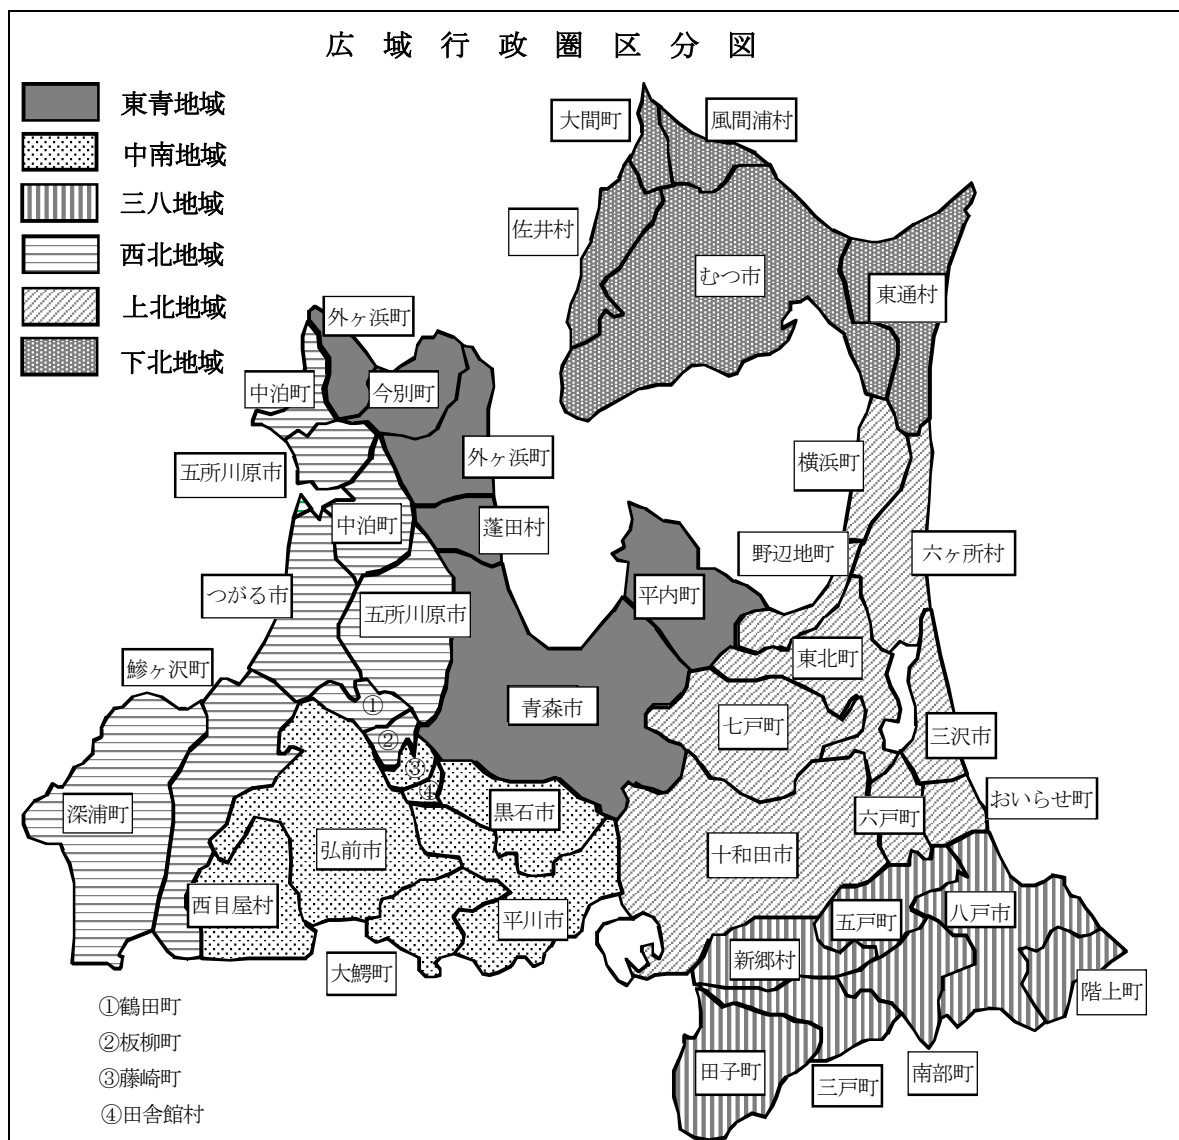 広域行政圏区分図
東青地域
中南地域
三八地域
西北地域
上北地域
下北地域
大間町
風間浦村
佐井村
むつ市
東通村
外ヶ浜町
中泊町
今別町
五所川原市
外ヶ浜町
横浜町
中泊町
蓬田村
野辺地町
六ヶ所村
つがる市
五所川原市
平内町
鰺ヶ沢町
東北町
①
青森市
七戸町
②
三沢市
③
④
深浦町
黒石市
六戸町
おいらせ町
弘前市
十和田市
西目屋村
平川市
五戸町
八戸市
大鰐町
新郷村
階上町
田子町
三戸町
南部町
①鶴田町
②板柳町
③藤崎町
④田舎館村